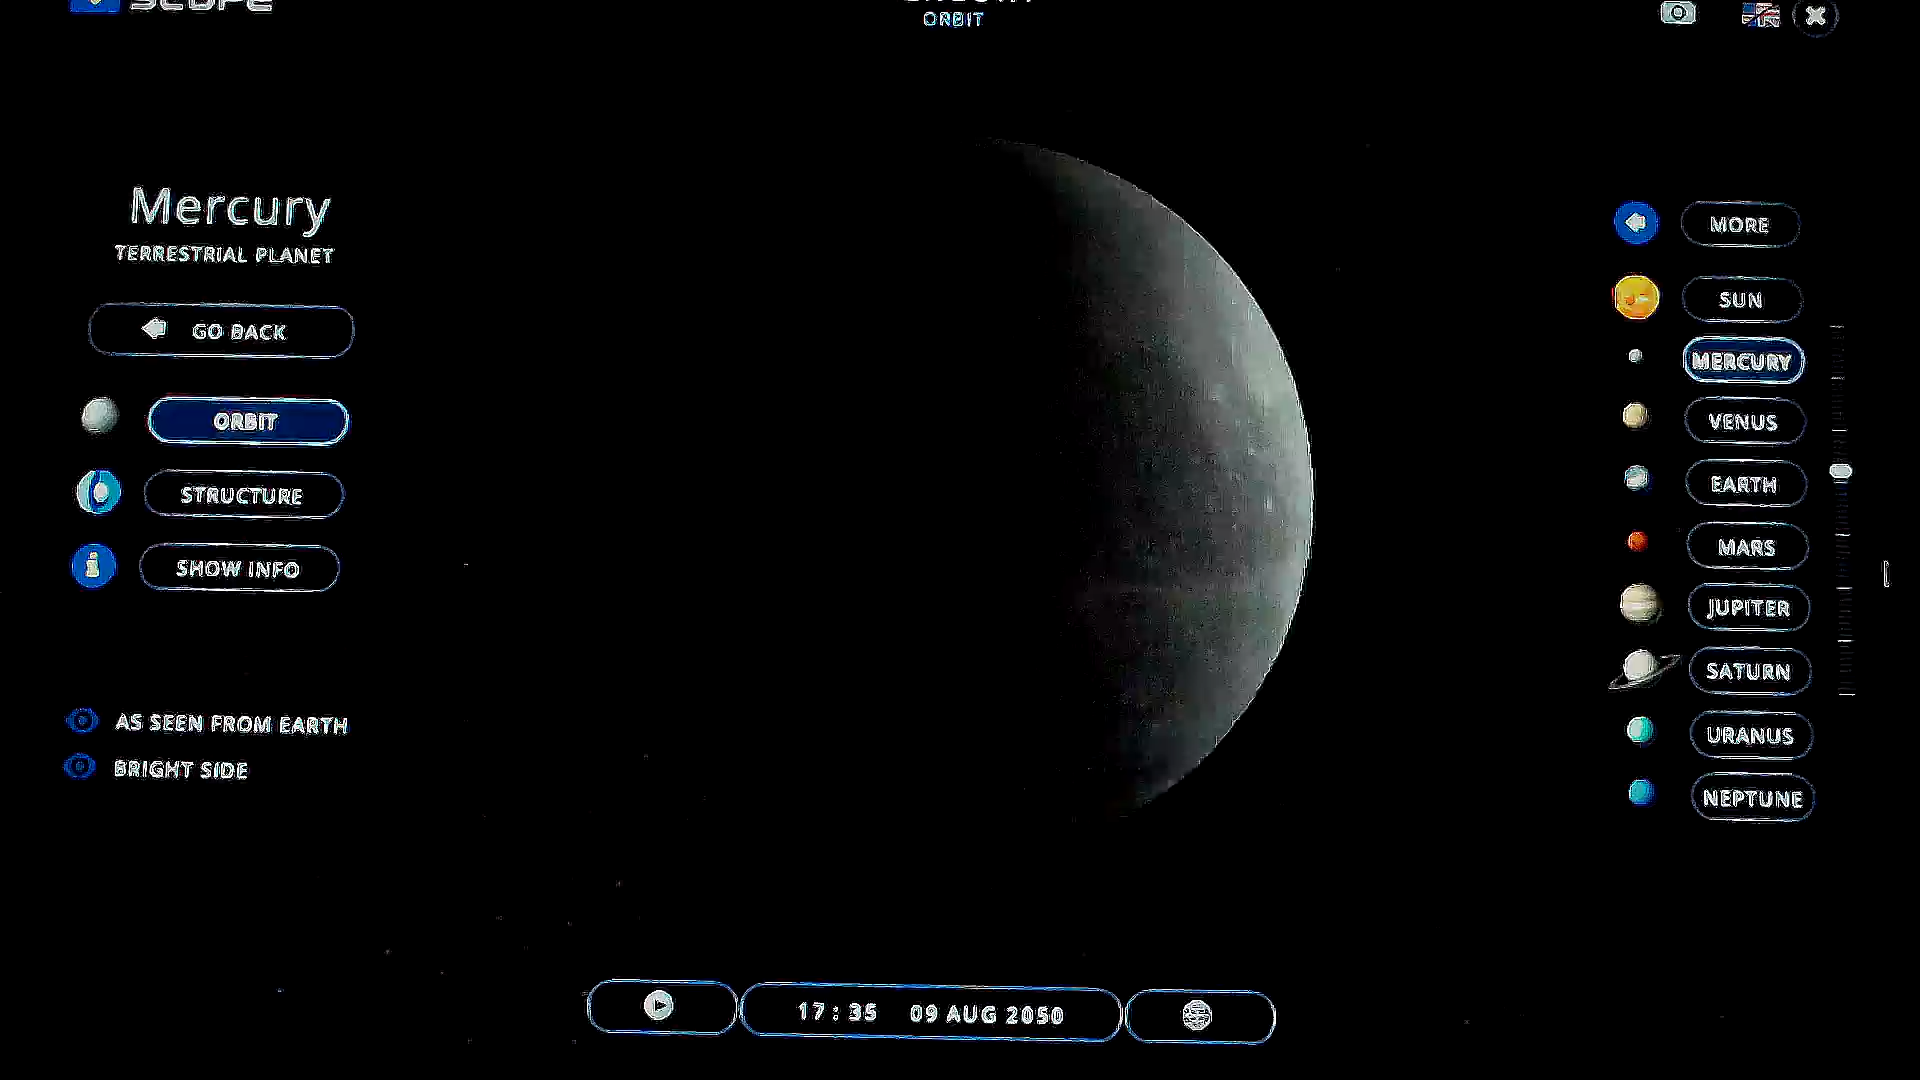 SCOPE
ORBIT
Mercury
TERRESTRIAL PLANET
GO BACK
ORBIT
STRUCTURE
SHOW INFO
AS SEEN FROM EARTH
BRIGHT SIDE
MORE
SUN
MERCURY
VENUS
EARTH
MARS
JUPITER
SATURN
URANUS
NEPTUNE
17 : 35 09 AUG 2050